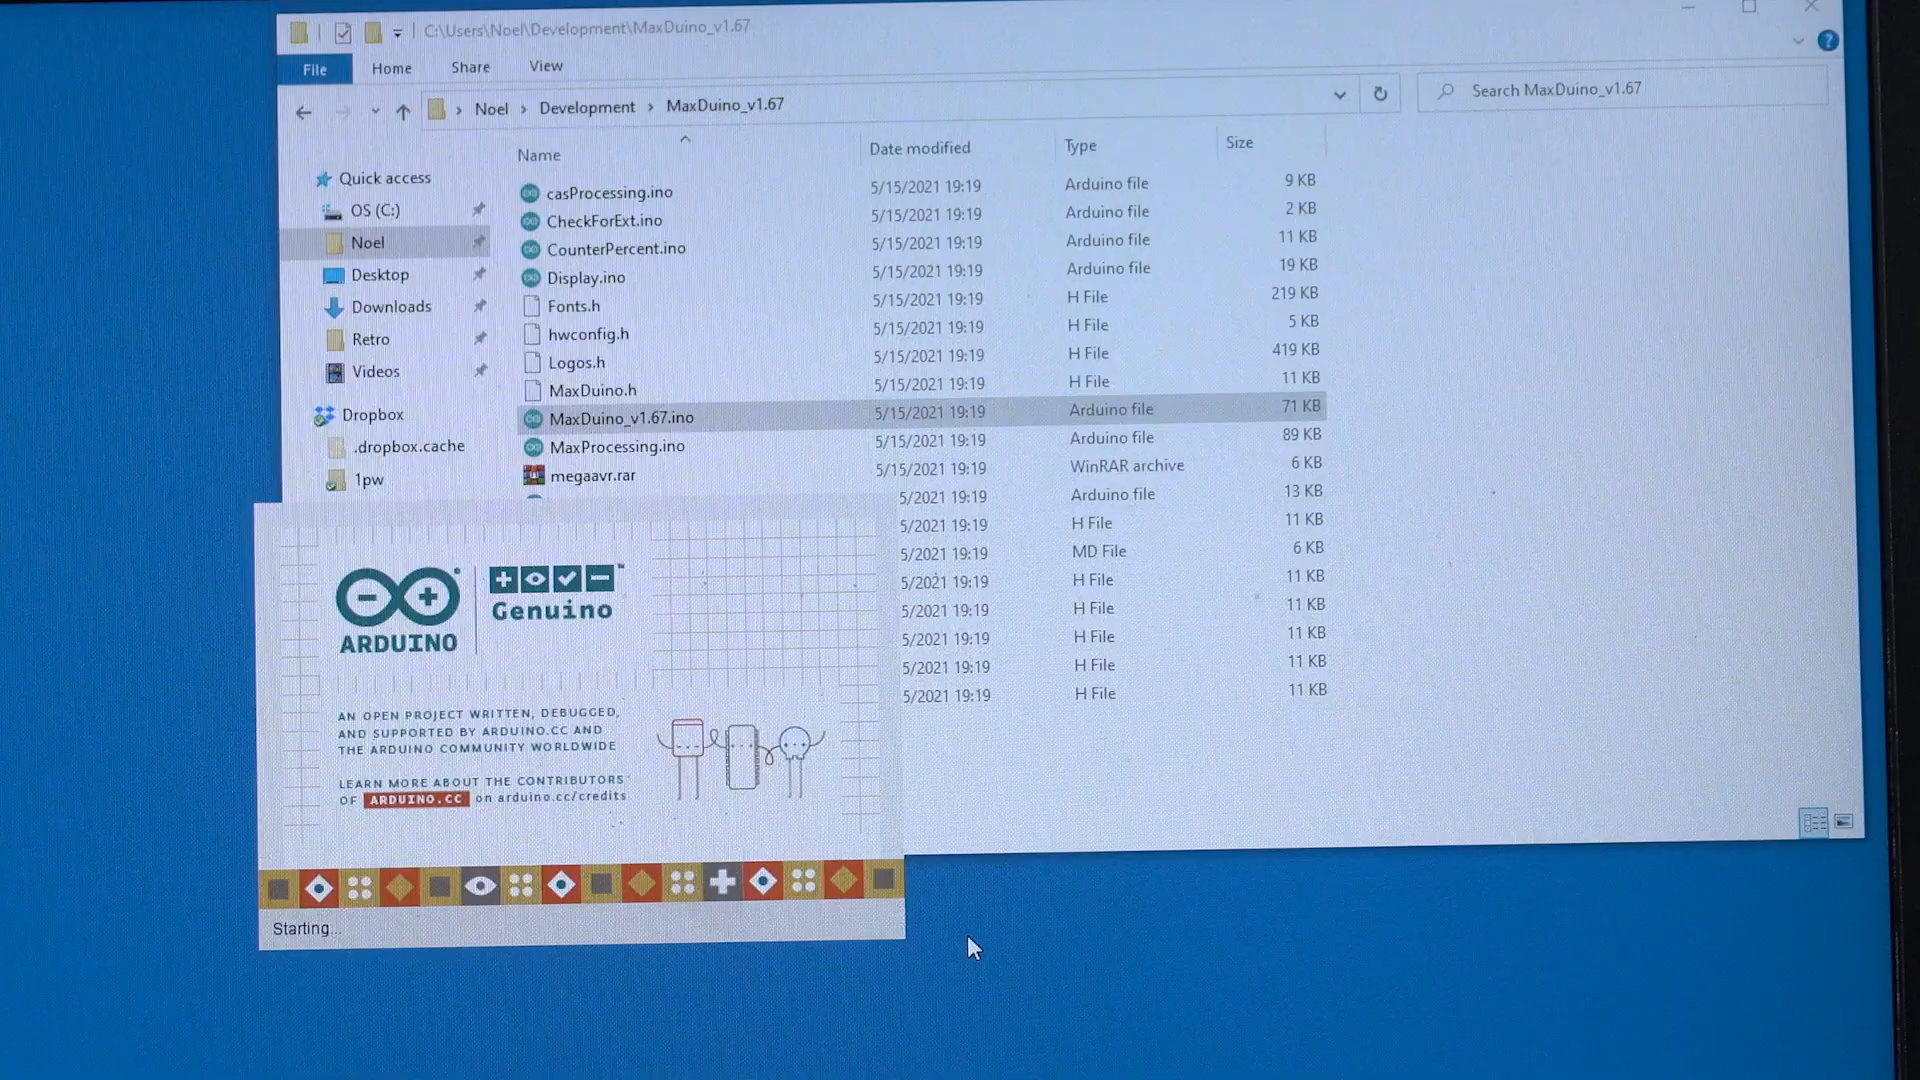 C:\Users\Noel\Development\MaxDuino_v1.67
File Home Share View
Noel > Development > MaxDuino_v1.67
Search MaxDuino_v1.67
Name Date modified Type Size
Quick access
OS (C:)
Noel
Desktop
Downloads
Retro
Videos
Dropbox
.dropbox.cache
1pw
casProcessing.ino 5/15/2021 19:19 Arduino file 9 KB
CheckForExt.ino 5/15/2021 19:19 Arduino file 2 KB
CounterPercent.ino 5/15/2021 19:19 Arduino file 11 KB
Display.ino 5/15/2021 19:19 Arduino file 19 KB
Fonts.h 5/15/2021 19:19 H File 219 KB
hwconfig.h 5/15/2021 19:19 H File 5 KB
Logos.h 5/15/2021 19:19 H File 419 KB
MaxDuino.h 5/15/2021 19:19 H File 11 KB
MaxDuino_v1.67.ino 5/15/2021 19:19 Arduino file 71 KB
MaxProcessing.ino 5/15/2021 19:19 Arduino file 89 KB
megaavr.rar 5/15/2021 19:19 WinRAR archive 6 KB
5/2021 19:19 Arduino file 13 KB
5/2021 19:19 H File 11 KB
5/2021 19:19 MD File 6 KB
5/2021 19:19 H File 11 KB
5/2021 19:19 H File 11 KB
5/2021 19:19 H File 11 KB
5/2021 19:19 H File 11 KB
5/2021 19:19 H File 11 KB
ARDUINO
Genuino
AN OPEN PROJECT WRITTEN, DEBUGGED,
AND SUPPORTED BY ARDUINO.CC AND
THE ARDUINO COMMUNITY WORLDWIDE
LEARN MORE ABOUT THE CONTRIBUTORS
OF ARDUINO.CC on arduino.cc/credits
Starting...